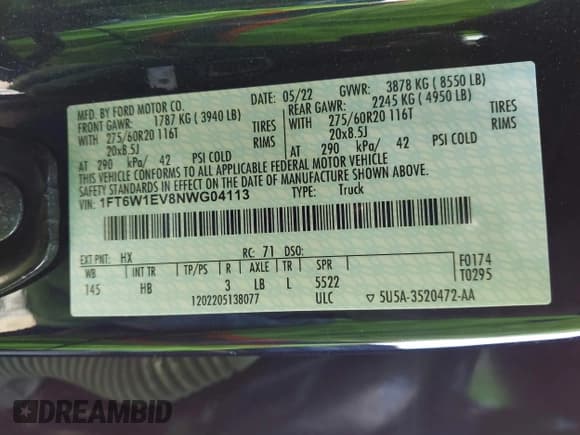 MFD. BY FORD MOTOR CO. DATE: 05/22 GVWR: 3878 KG ( 8550 LB)
FRONT GAWR: 1787 KG ( 3940 LB) REAR GAWR: 2245 KG ( 4950 LB)
WITH 275/60R20 116T TIRES WITH 275/60R20 116T TIRES
20x8.5J RIMS 20x8.5J RIMS
AT 290 kPa/ 42 PSI COLD AT 290 kPa/ 42 PSI COLD
THIS VEHICLE CONFORMS TO ALL APPLICABLE FEDERAL MOTOR VEHICLE
SAFETY STANDARDS IN EFFECT ON THE DATE OF MANUFACTURE SHOWN ABOVE.
VIN: 1FT6W1EV8NWG04113 TYPE: Truck
EXT PNT: HX RC: 71 DSO: F0174
WB INT TR TP/PS R AXLE TR SPR T0295
145 HB 3 LB L 5522
1202205138077 ULC ▽ 5U5A-3520472-AA
DREAMBID